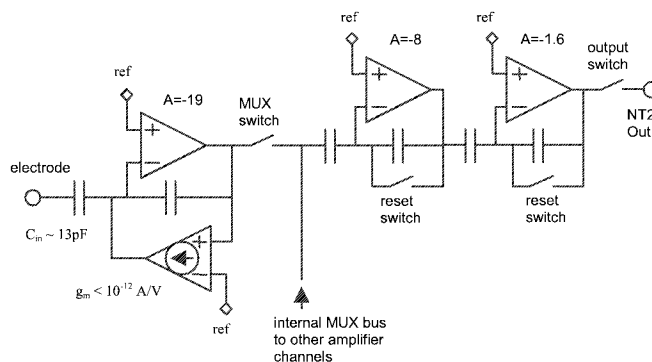 ref
A=-8
ref
A=-1.6
output
switch
ref
A=-19
MUX
switch
NT2
Out
electrode
reset
switch
reset
switch
C_in ~ 13pF
g_m < 10^-12 A/V
ref
internal MUX bus
to other amplifier
channels